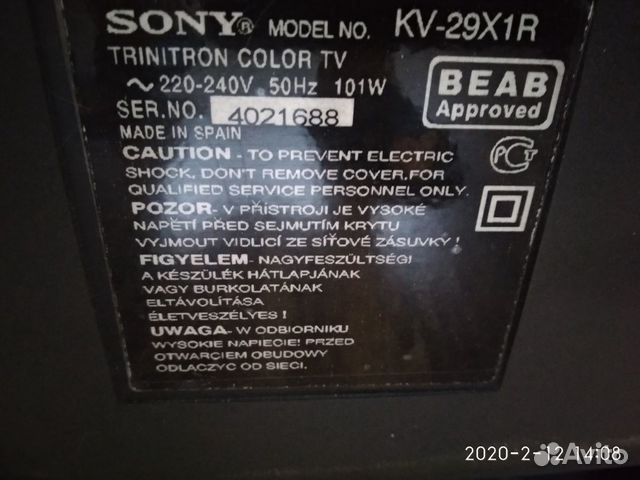 SONY® MODEL NO. KV-29X1R
TRINITRON COLOR TV
~ 220-240V 50Hz 101W
SER.NO. 4021688
MADE IN SPAIN
BEAB
Approved
PCT
CAUTION - TO PREVENT ELECTRIC
SHOCK, DON'T REMOVE COVER,FOR
QUALIFIED SERVICE PERSONNEL ONLY.
POZOR- V PŘÍSTROJI JE VYSOKÉ
NAPĚTÍ PŘED SEJMUTÍM KRYTU
VYJMOUT VIDLICI ZE SÍŤOVÉ ZÁSUVKY !
FIGYELEM- NAGYFESZÜLTSÉG!
A KÉSZÜLÉK HÁTLAPJÁNAK
VAGY BURKOLATÁNAK
ELTÁVOLÍTÁSA
ÉLETVESZÉLYES !
UWAGA- W ODBIORNIKU
WYSOKIE NAPIECIE! PRZED
OTWARCIEM OBUDOWY
ODLACZYC OD SIECI.
2020-2-12 14:08
Avito